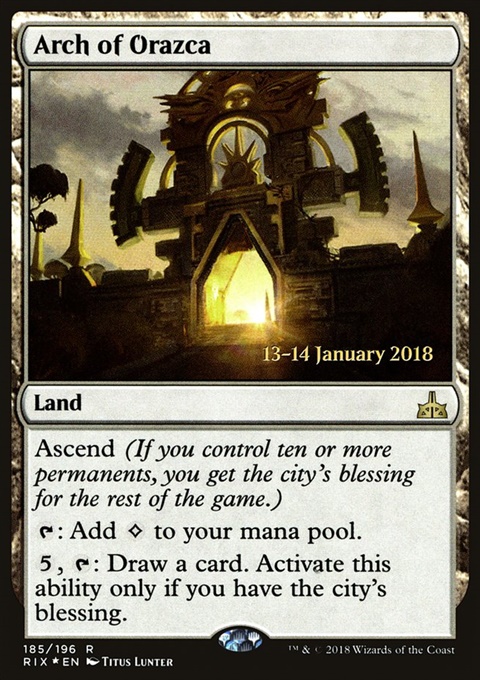 Arch of Orazca
13–14 January 2018
Land
Ascend (If you control ten or more
permanents, you get the city's blessing
for the rest of the game.)
: Add to your mana pool.
5, : Draw a card. Activate this
ability only if you have the city's
blessing.
185/196 R
RIX EN Titus Lunter
™ & © 2018 Wizards of the Coast